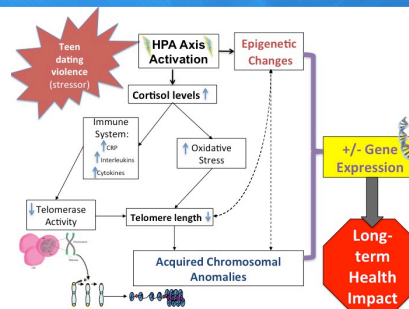 Teen
dating
violence
(stressor)
HPA Axis
Activation
Epigenetic
Changes
Cortisol levels ↑
Immune
System:
↑CRP
↑Interleukins
↑Cytokines
↑ Oxidative
Stress
+/- Gene
Expression
↓ Telomerase
Activity
Telomere length ↓
Acquired Chromosomal
Anomalies
Long-
term
Health
Impact